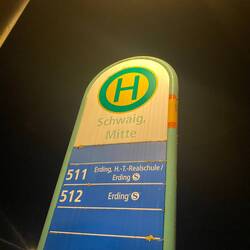 H
Schwaig,
Mitte
511 Erding, H.-T.-Realschule/
Erding S
512 Erding S